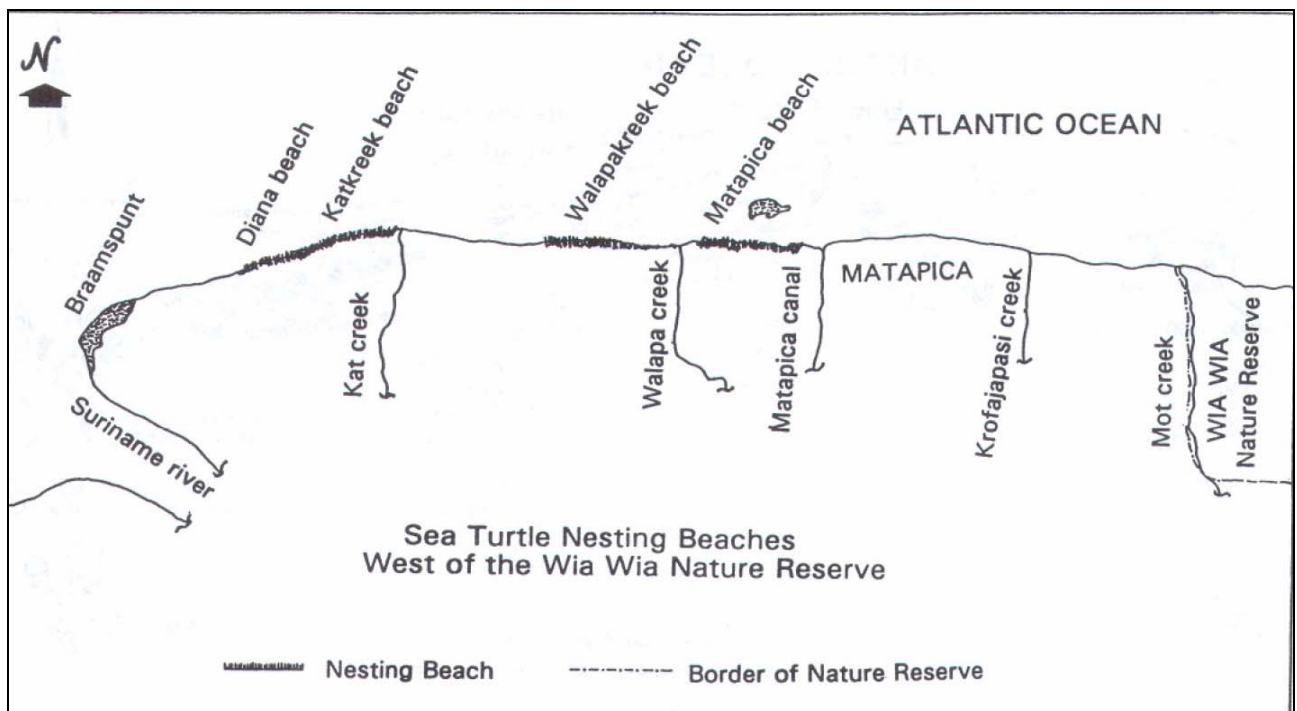 N
ATLANTIC OCEAN
Braamspunt
Diana beach
Katkreek beach
Walapakreek beach
Matapica beach
MATAPICA
Suriname river
Kat creek
Walapa creek
Matapica canal
Krofajapasi creek
Mot creek
WIA WIA
Nature Reserve
Sea Turtle Nesting Beaches
West of the Wia Wia Nature Reserve
Nesting Beach
Border of Nature Reserve